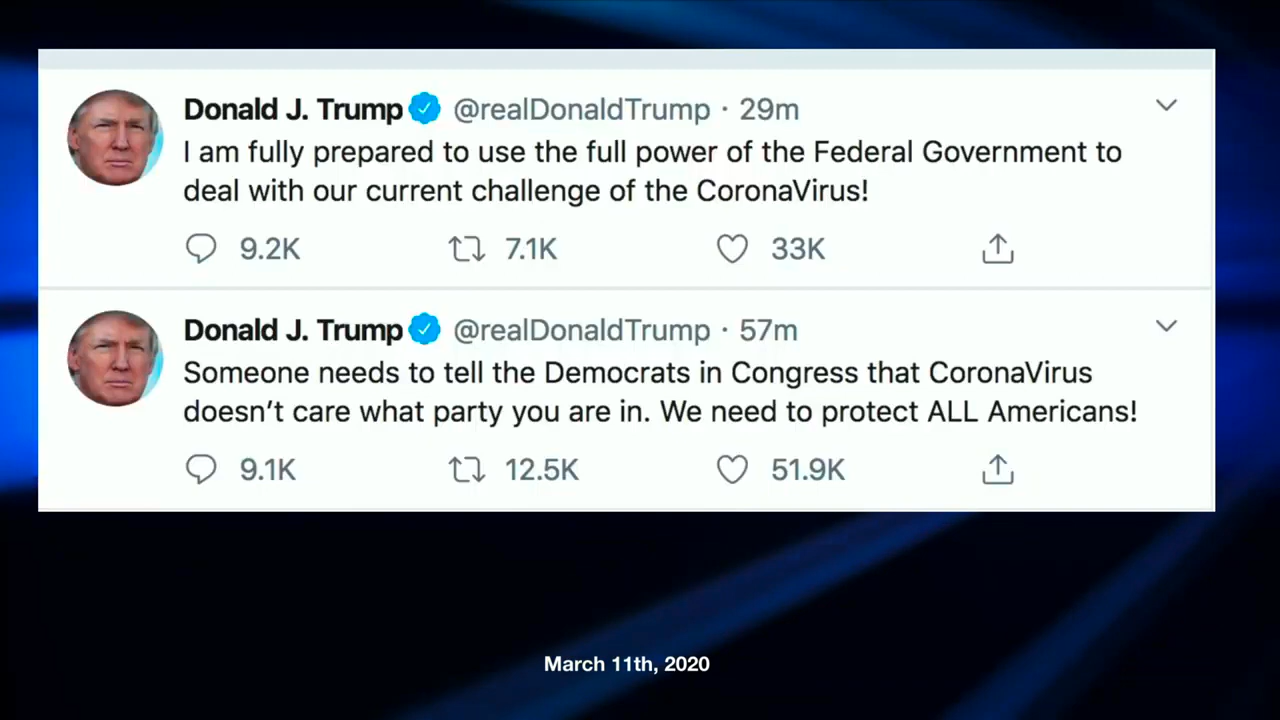 Donald J. Trump @realDonaldTrump · 29m
I am fully prepared to use the full power of the Federal Government to
deal with our current challenge of the CoronaVirus!
9.2K 7.1K 33K
Donald J. Trump @realDonaldTrump · 57m
Someone needs to tell the Democrats in Congress that CoronaVirus
doesn’t care what party you are in. We need to protect ALL Americans!
9.1K 12.5K 51.9K
March 11th, 2020